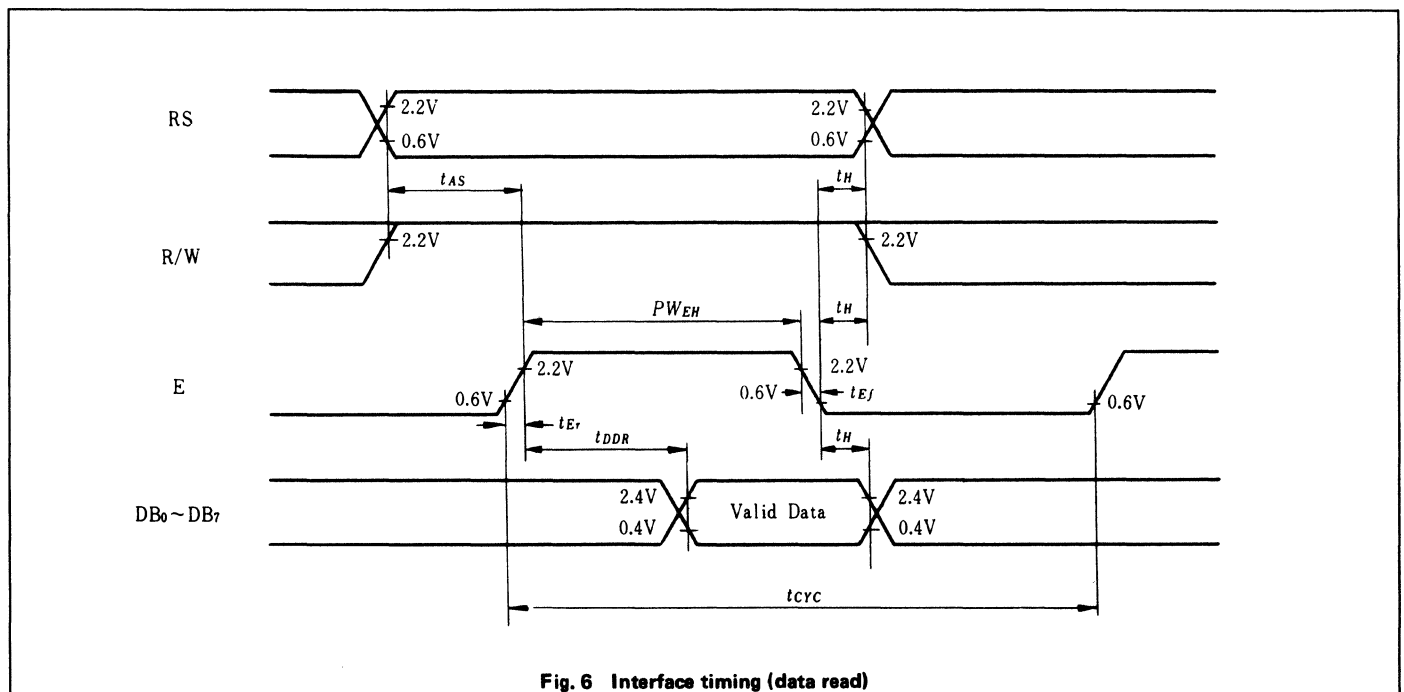 RS
2.2V
0.6V
2.2V
0.6V
tAS
tH
R/W
2.2V
2.2V
PWEH
tH
E
0.6V
2.2V
0.6V
2.2V
tEf
0.6V
tEr
tDDR
tH
DB0~DB7
2.4V
0.4V
Valid Data
2.4V
0.4V
tCYC
Fig. 6 Interface timing (data read)